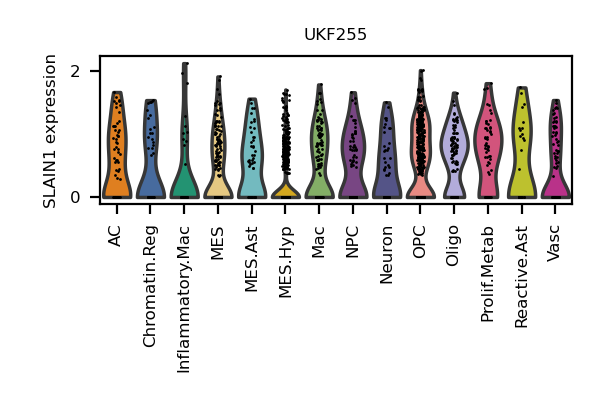 UKF255
SLAIN1 expression
2
0
AC
Chromatin.Reg
Inflammatory.Mac
MES
MES.Ast
MES.Hyp
Mac
NPC
Neuron
OPC
Oligo
Prolif.Metab
Reactive.Ast
Vasc